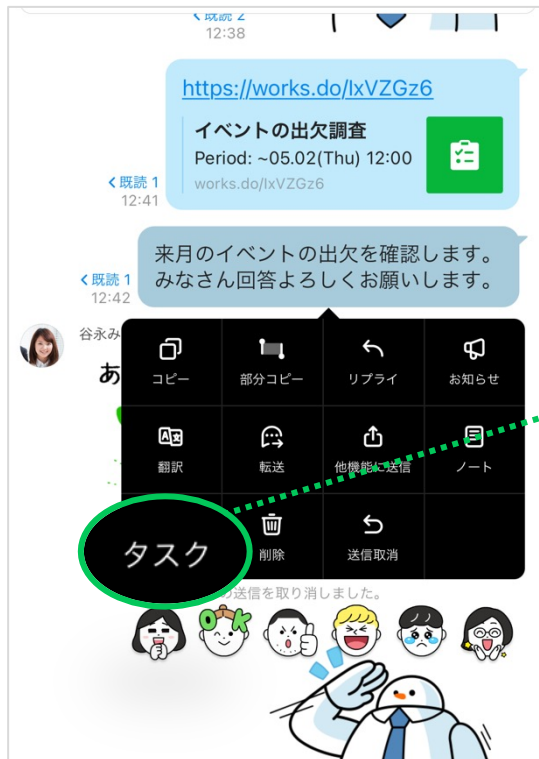 既読 2
12:38
https://works.do/lxVZGz6
イベントの出欠調査
Period: ~05.02(Thu) 12:00
works.do/lxVZGz6
既読 1
12:41
来月のイベントの出欠を確認します。
みなさん回答よろしくお願いします。
既読 1
12:42
谷永み
あ
コピー
部分コピー
リプライ
お知らせ
翻訳
転送
他機能に送信
ノート
タスク
削除
送信取消
の送信を取り消しました。
OK